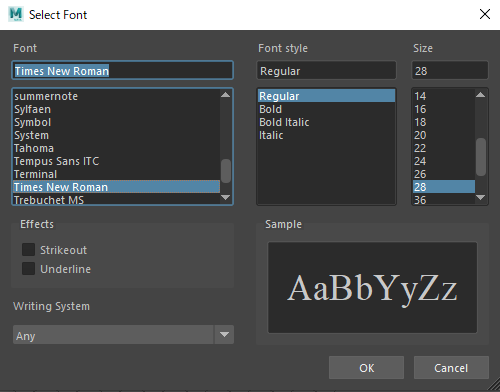 Select Font
Font
Font style
Size
Times New Roman
Regular
28
summernote
Sylfaen
Symbol
System
Tahoma
Tempus Sans ITC
Terminal
Times New Roman
Trebuchet MS
Regular
Bold
Bold Italic
Italic
14
16
18
20
22
24
26
28
36
Effects
Strikeout
Underline
Sample
AaBbYyZz
Writing System
Any
OK
Cancel